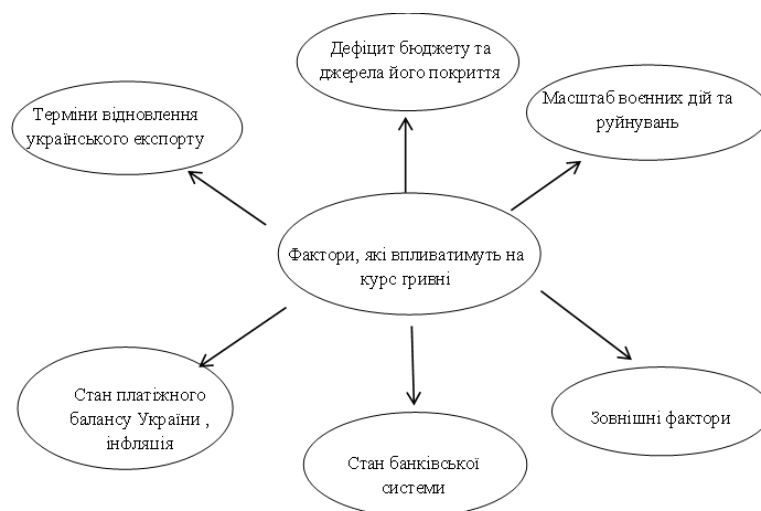 Дефіцит бюджету та
джерела його покриття
Терміни відновлення
українського експорту
Масштаб воєнних дій та
руйнувань
Фактори, які впливатимуть на
курс гривні
Стан платіжного
балансу України ,
інфляція
Стан банківської
системи
Зовнішні фактори